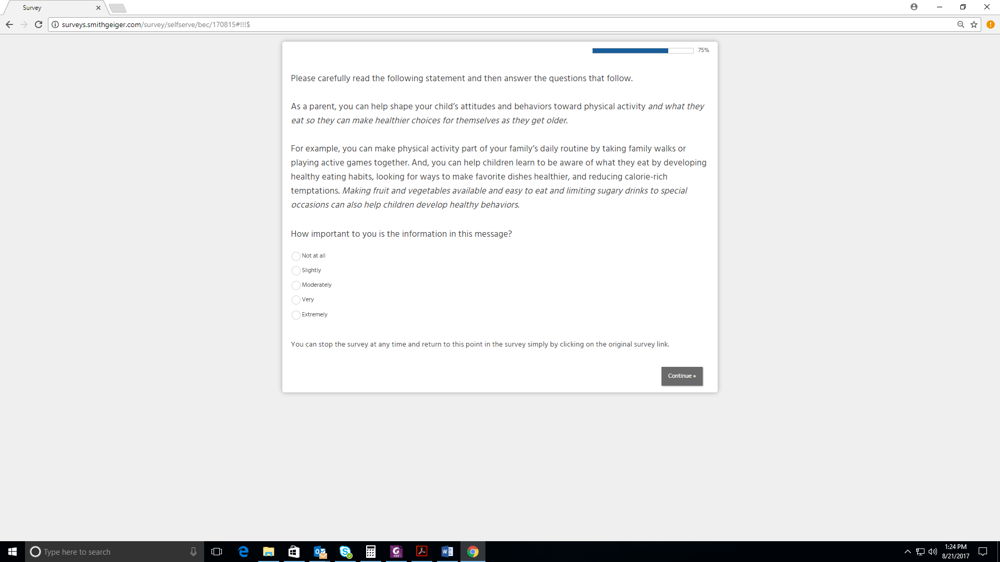 Survey
surveys.smithgeiger.com/survey/selfserve/bec/170815#!!!$
75%
Please carefully read the following statement and then answer the questions that follow.
As a parent, you can help shape your child’s attitudes and behaviors toward physical activity and what they
eat so they can make healthier choices for themselves as they get older.
For example, you can make physical activity part of your family’s daily routine by taking family walks or
playing active games together. And, you can help children learn to be aware of what they eat by developing
healthy eating habits, looking for ways to make favorite dishes healthier, and reducing calorie-rich
temptations. Making fruit and vegetables available and easy to eat and limiting sugary drinks to special
occasions can also help children develop healthy behaviors.
How important to you is the information in this message?
Not at all
Slightly
Moderately
Very
Extremely
You can stop the survey at any time and return to this point in the survey simply by clicking on the original survey link.
Continue »
Type here to search
1:24 PM
8/21/2017